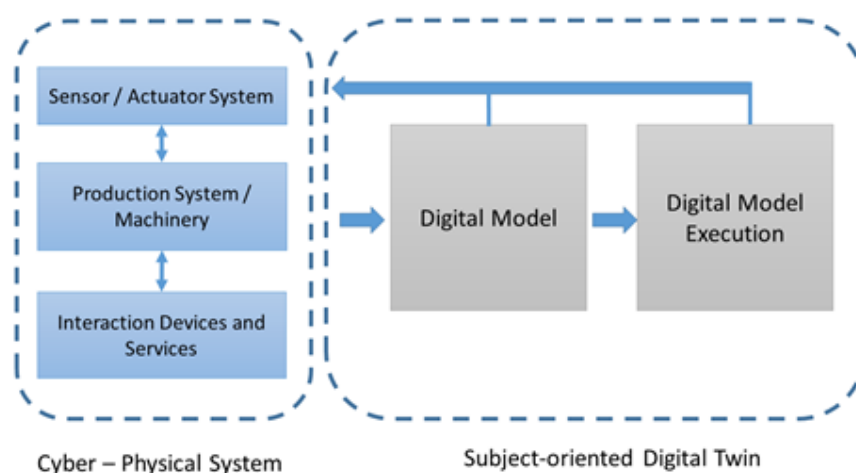 Sensor / Actuator System
Production System /
Machinery
Interaction Devices and
Services
Digital Model
Digital Model
Execution
Cyber – Physical System
Subject-oriented Digital Twin